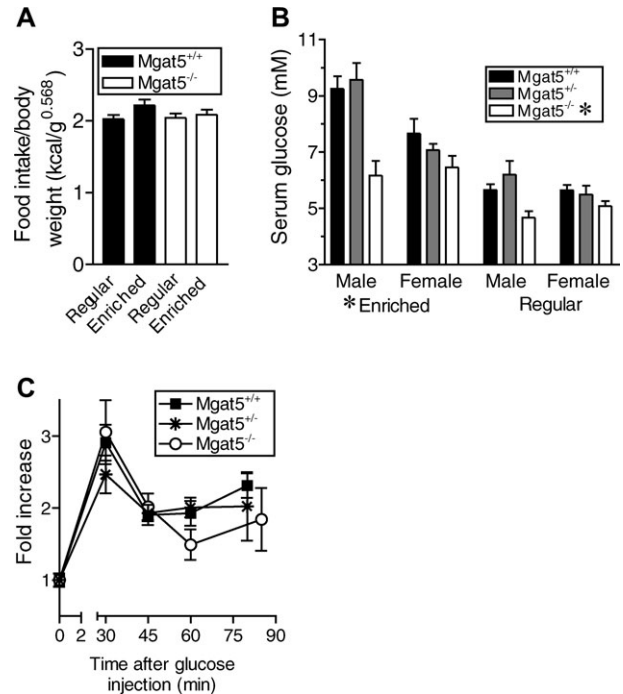 A
Mgat5+/+
Mgat5-/-
Food intake/body
weight (kcal/g0.568)
3
2
1
0
Regular
Enriched
Regular
Enriched
B
Mgat5+/+
Mgat5+/-
Mgat5-/- *
Serum glucose (mM)
11
9
7
5
3
Male Female Male Female
*Enriched Regular
C
Mgat5+/+
Mgat5+/-
Mgat5-/-
Fold increase
3
2
1
0 2 30 45 60 75 90
Time after glucose
injection (min)